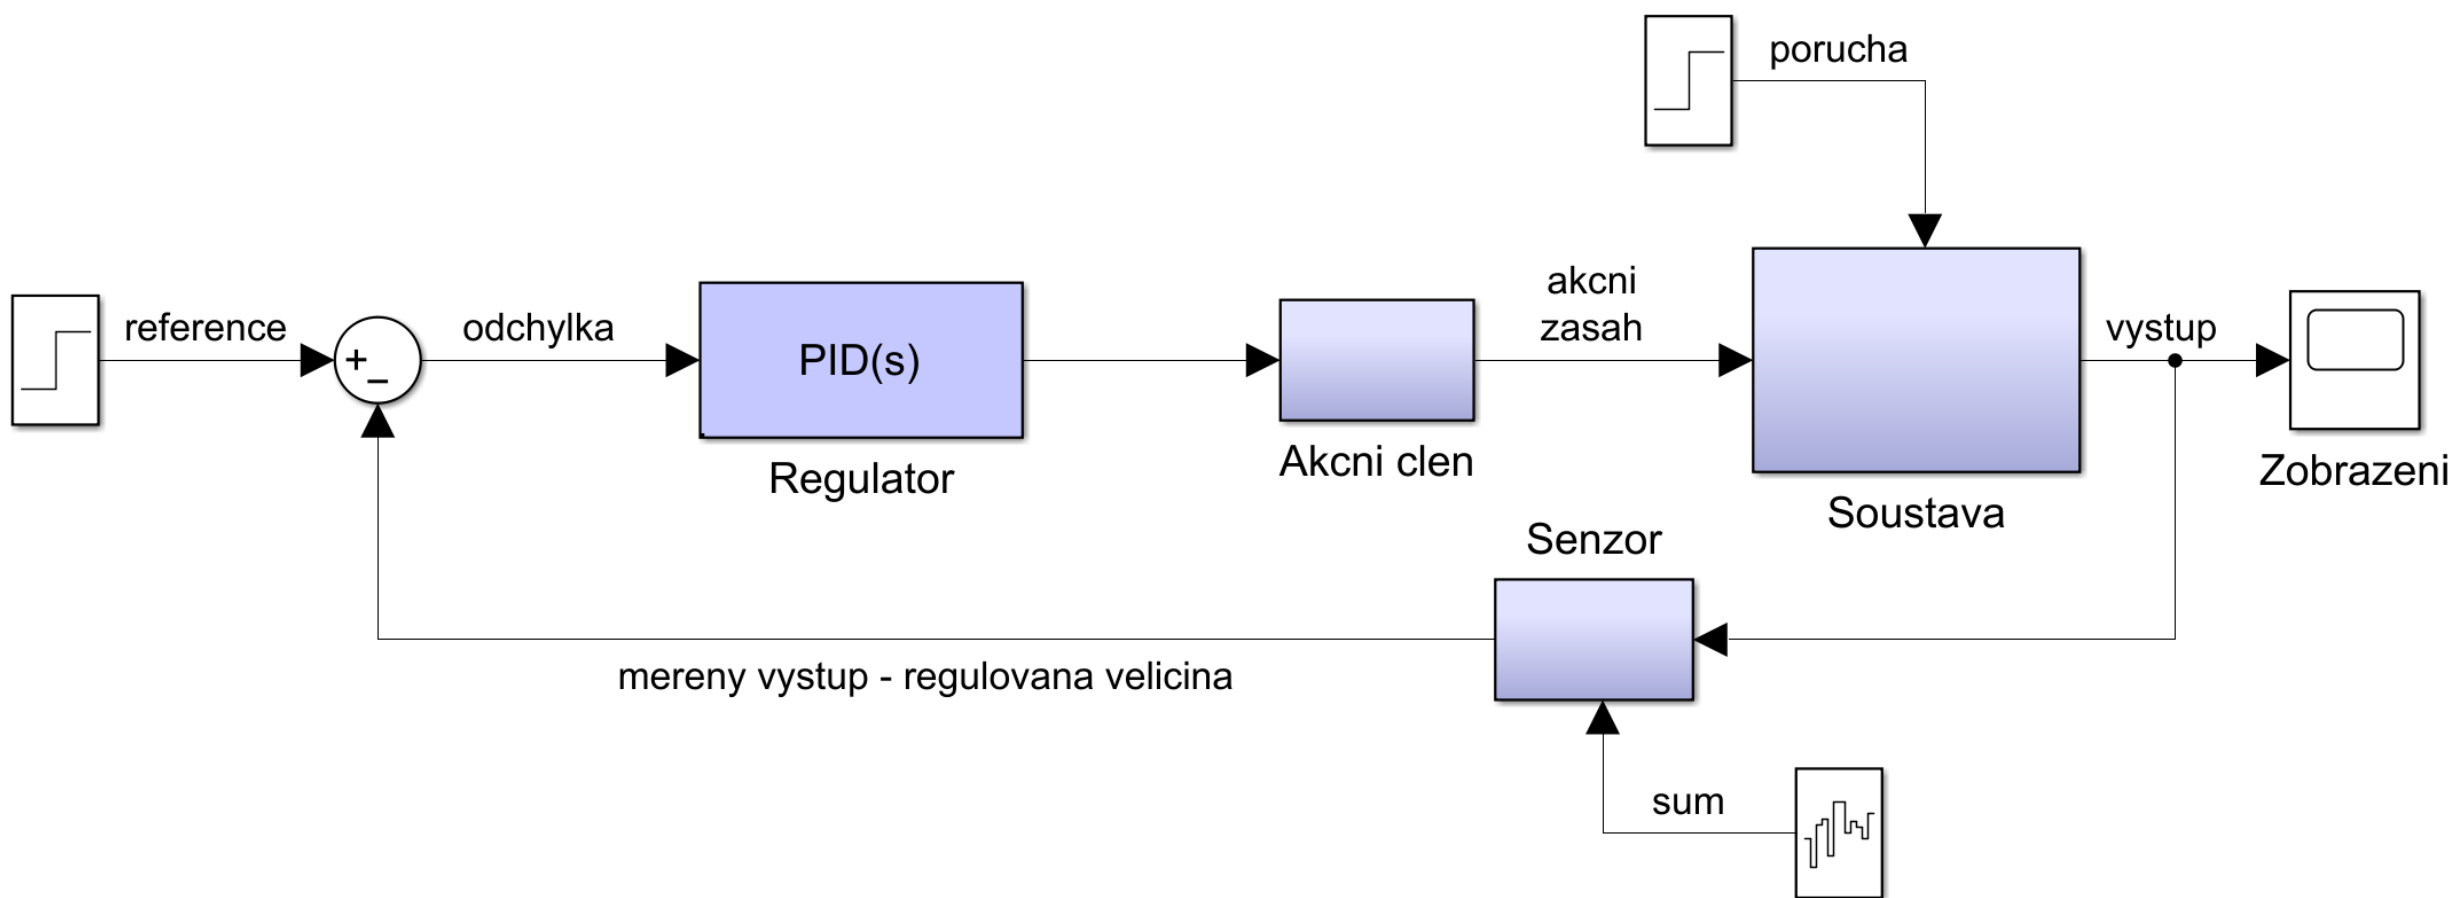 porucha
reference
+
−
odchylka
PID(s)
Regulator
Akcni clen
akcni
zasah
Soustava
vystup
Zobrazeni
Senzor
mereny vystup - regulovana velicina
sum